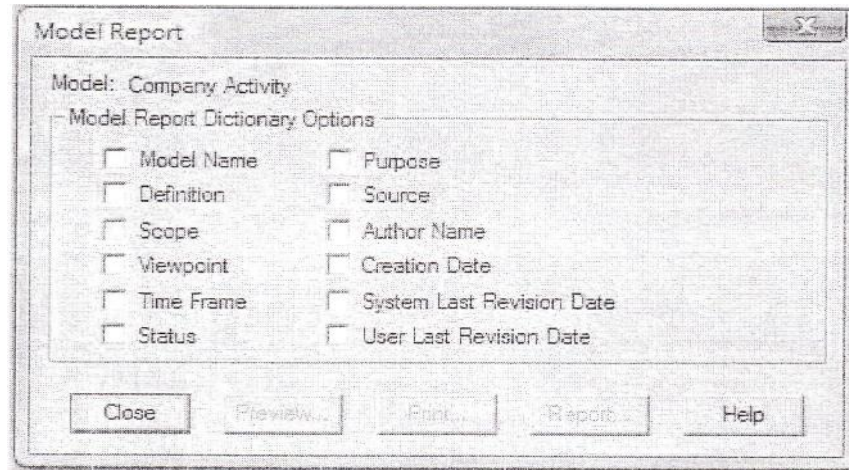 Model Report
Model: Company Activity
Model Report Dictionary Options
Model Name
Purpose
Definition
Source
Scope
Author Name
Viewpoint
Creation Date
Time Frame
System Last Revision Date
Status
User Last Revision Date
Close
Preview...
Print...
Report...
Help